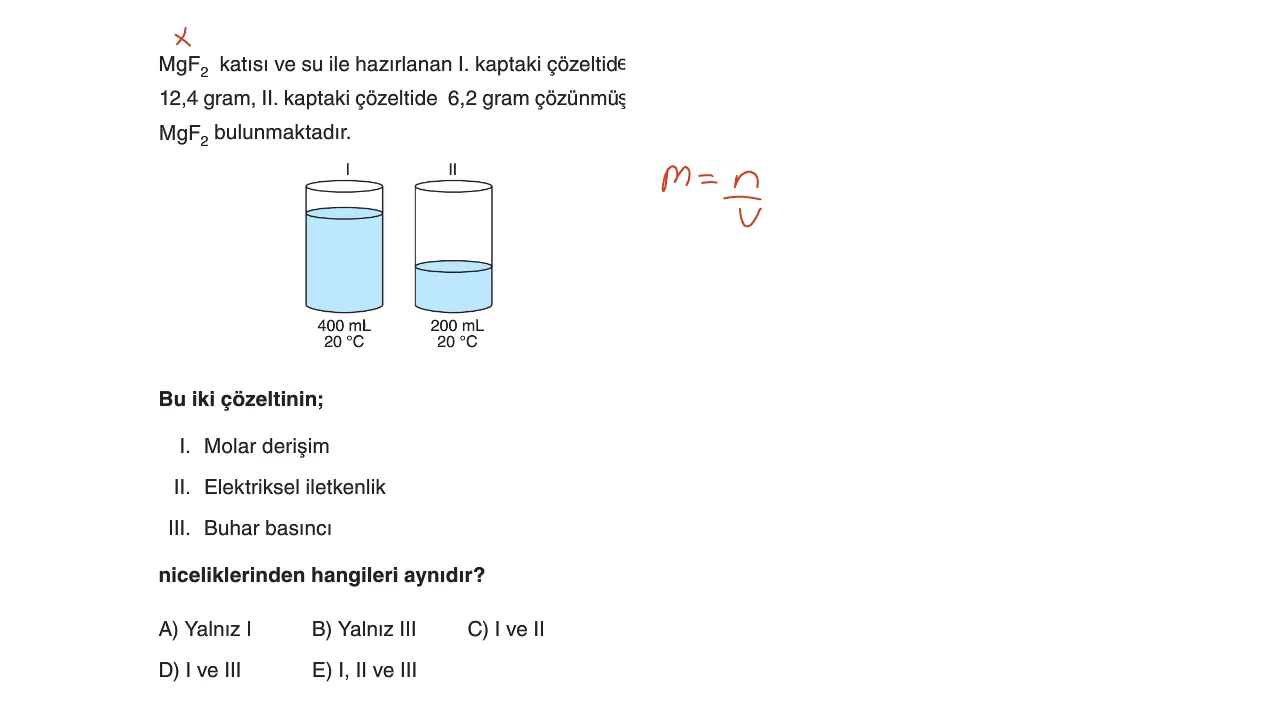 x
MgF₂ katısı ve su ile hazırlanan I. kaptaki çözeltide
12,4 gram, II. kaptaki çözeltide 6,2 gram çözünmüş
MgF₂ bulunmaktadır.
I II
M = n
v
400 mL 200 mL
20 °C 20 °C
Bu iki çözeltinin;
I. Molar derişim
II. Elektriksel iletkenlik
III. Buhar basıncı
niceliklerinden hangileri aynıdır?
A) Yalnız I B) Yalnız III C) I ve II
D) I ve III E) I, II ve III